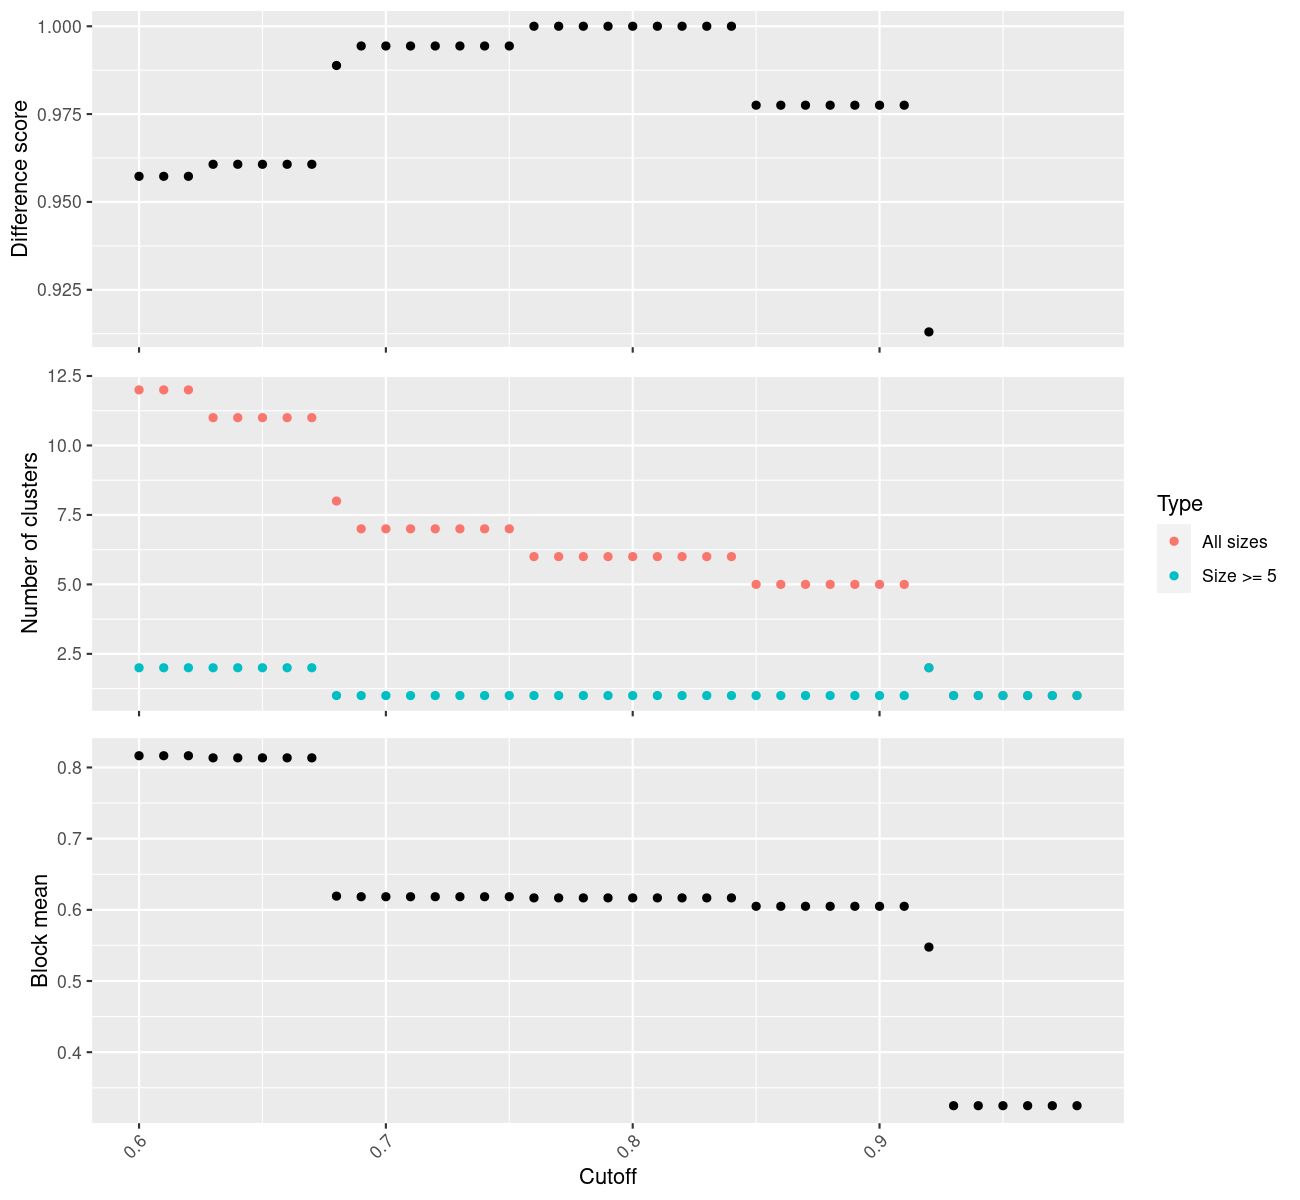 1.000
0.975
0.950
0.925
Difference score
12.5
10.0
7.5
5.0
2.5
Number of clusters
Type
All sizes
Size >= 5
0.8
0.7
0.6
0.5
0.4
Block mean
0.6
0.7
0.8
0.9
Cutoff